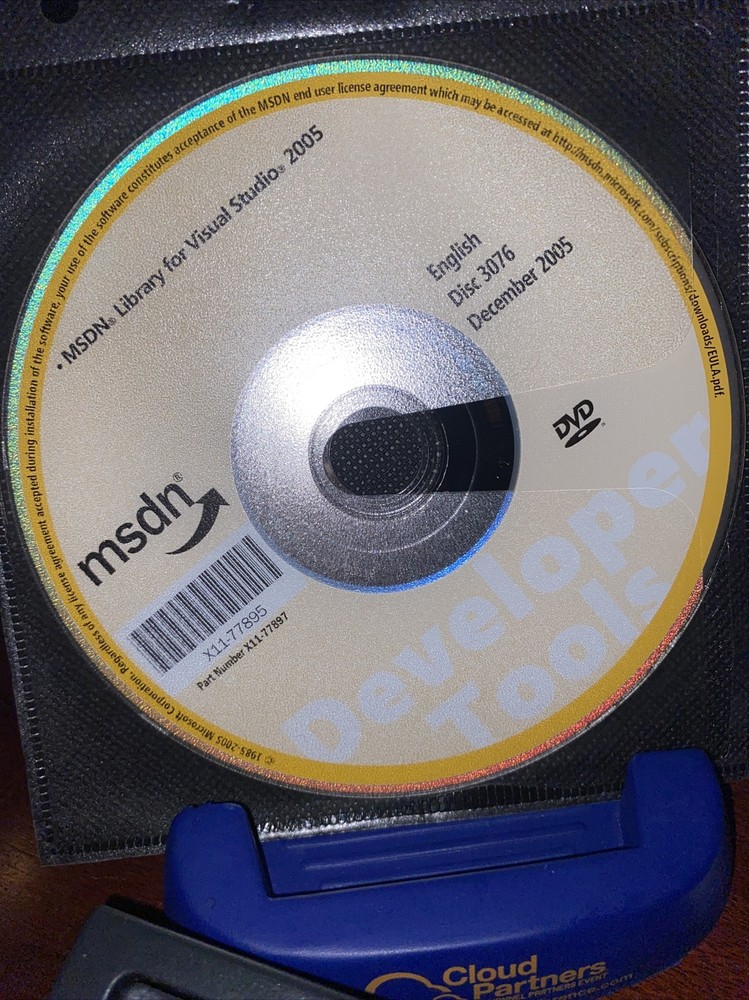 © 1985-2005 Microsoft Corporation. Regardless of any license agreement accepted during installation of the software, your use of the software constitutes acceptance of the MSDN end user license agreement which may be accessed at http://msdn.microsoft.com/subscriptions/downloads/EULA.pdf.
• MSDN® Library for Visual Studio® 2005
English
Disc 3076
December 2005
DVD
msdn®
X11-77895
Part Number X11-77897
Developer
Tools
Cloud
Partners
PARTNERS EVENT